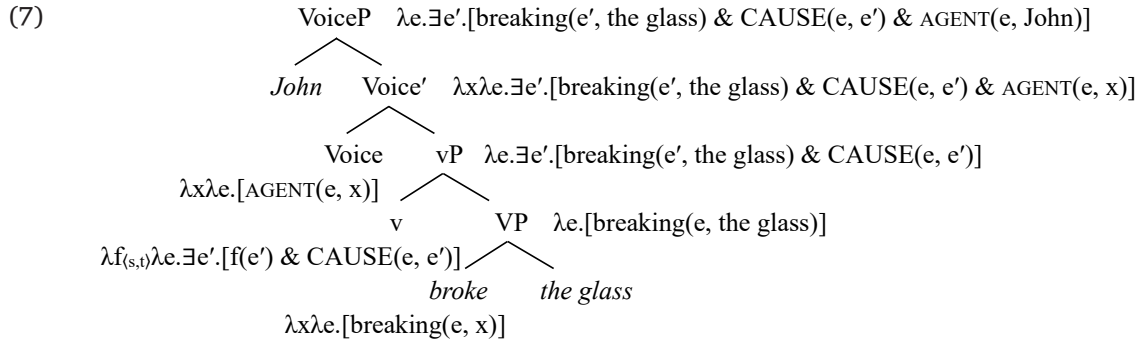 (7) VoiceP λe.∃e′.[breaking(e′, the glass) & CAUSE(e, e′) & AGENT(e, John)]
John Voice′ λxλe.∃e′.[breaking(e′, the glass) & CAUSE(e, e′) & AGENT(e, x)]
Voice vP λe.∃e′.[breaking(e′, the glass) & CAUSE(e, e′)]
λxλe.[AGENT(e, x)]
v VP λe.[breaking(e, the glass)]
λf⟨s,t⟩λe.∃e′.[f(e′) & CAUSE(e, e′)]
broke the glass
λxλe.[breaking(e, x)]